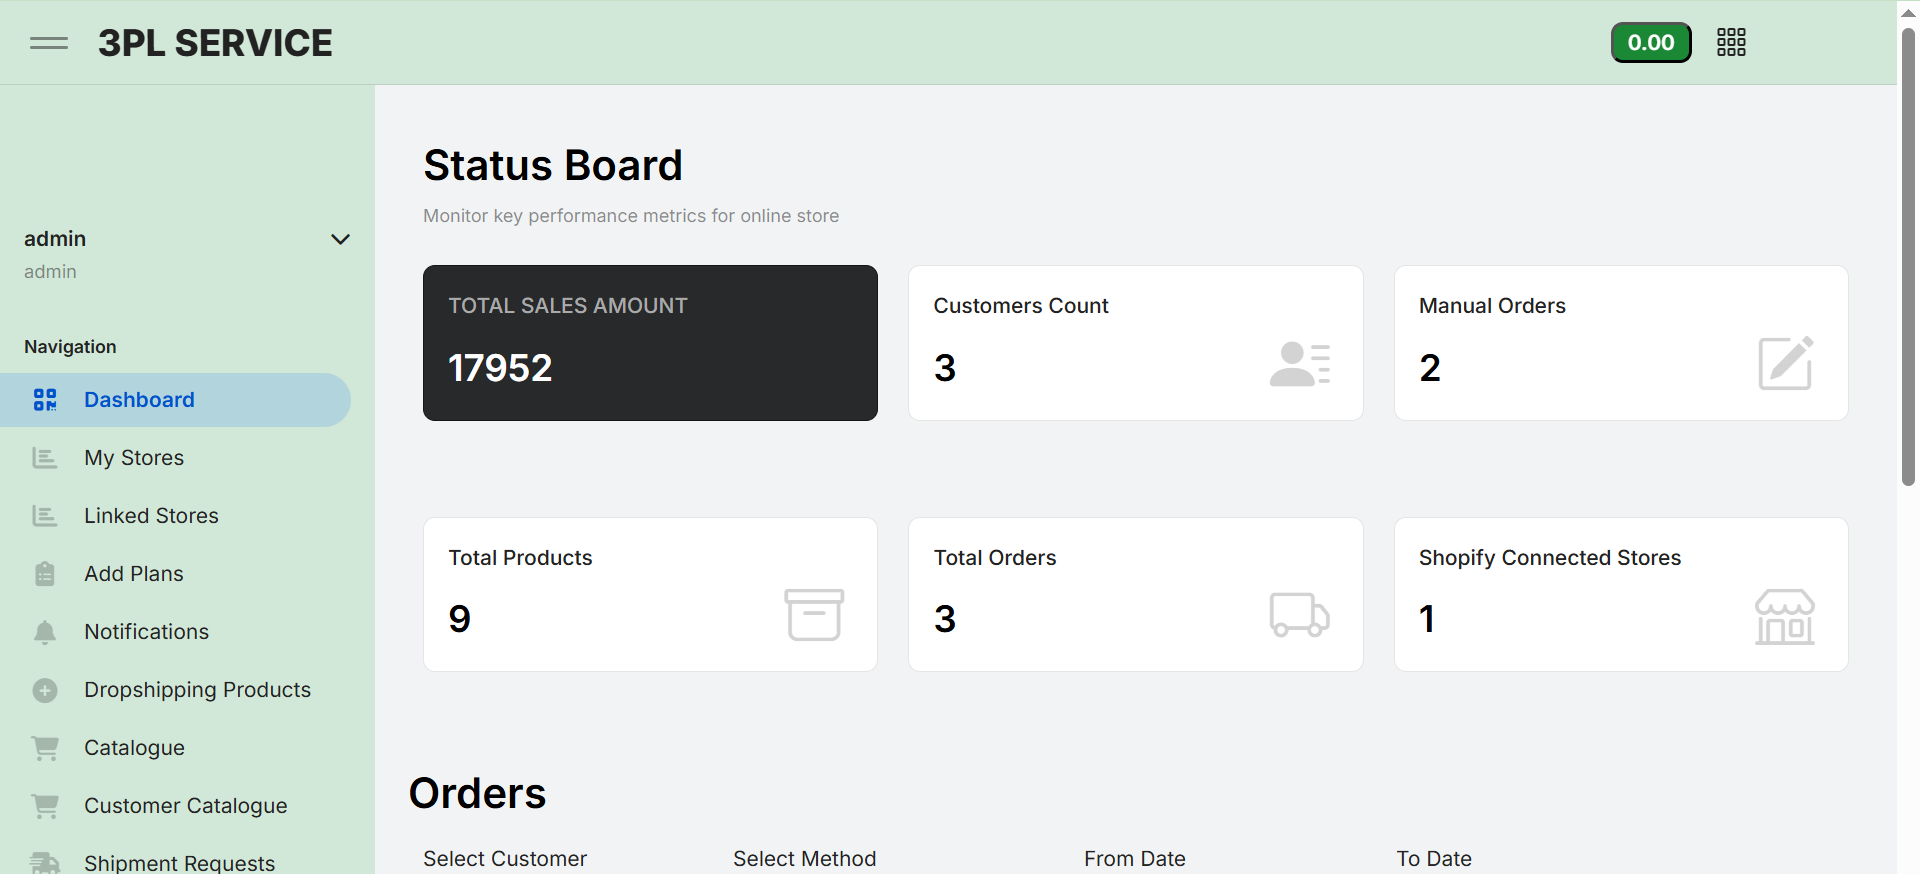 3PL SERVICE
0.00
admin
admin
Navigation
Dashboard
My Stores
Linked Stores
Add Plans
Notifications
Dropshipping Products
Catalogue
Customer Catalogue
Shipment Requests
Status Board
Monitor key performance metrics for online store
TOTAL SALES AMOUNT
17952
Customers Count
3
Manual Orders
2
Total Products
9
Total Orders
3
Shopify Connected Stores
1
Orders
Select Customer
Select Method
From Date
To Date